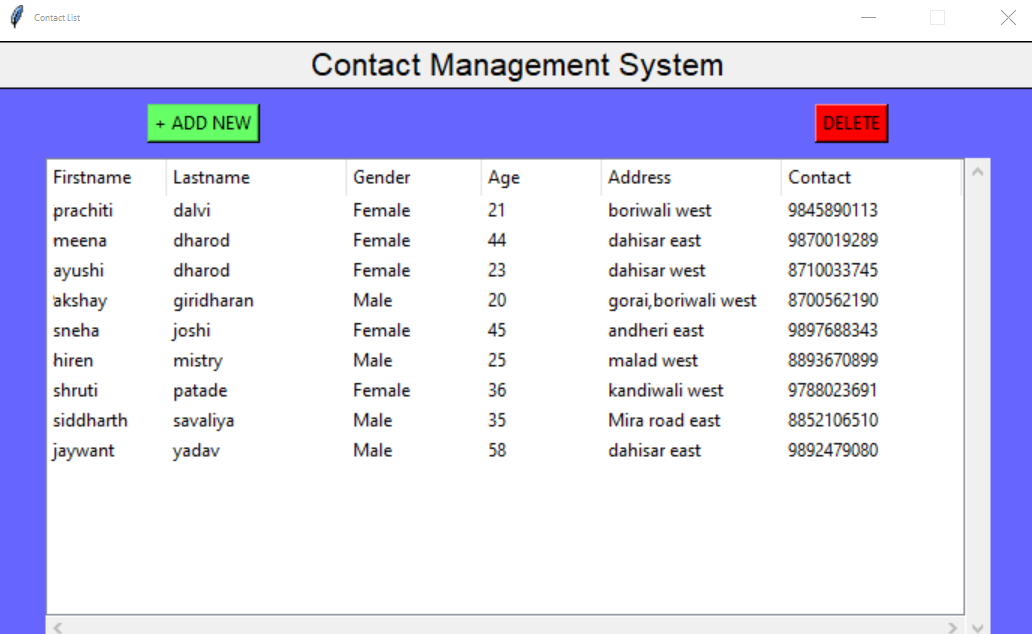 Contact List
Contact Management System
+ ADD NEW DELETE
Firstname Lastname Gender Age Address Contact
prachiti dalvi Female 21 boriwali west 9845890113
meena dharod Female 44 dahisar east 9870019289
ayushi dharod Female 23 dahisar west 8710033745
akshay giridharan Male 20 gorai,boriwali west 8700562190
sneha joshi Female 45 andheri east 9897688343
hiren mistry Male 25 malad west 8893670899
shruti patade Female 36 kandiwali west 9788023691
siddharth savaliya Male 35 Mira road east 8852106510
jaywant yadav Male 58 dahisar east 9892479080